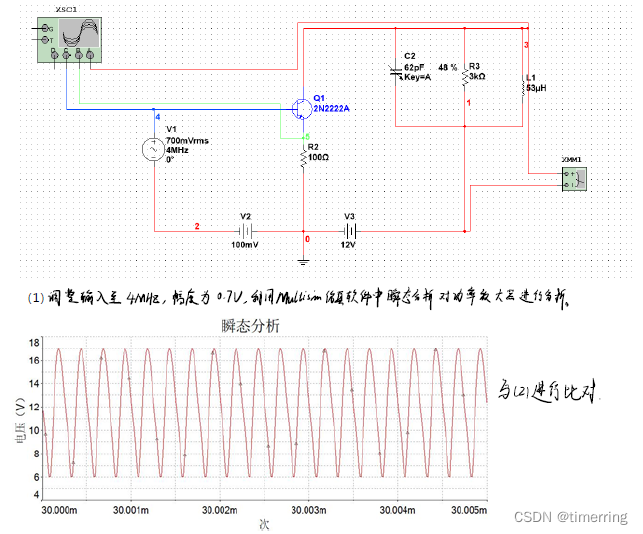 XSC1
G
T
C2
62pF
Key=A
48 %
R3
3kΩ
L1
53µH
3
1
Q1
2N2222A
4
V1
700mVrms
4MHz
0°
R2
100Ω
XMM1
2
V2
100mV
0
V3
12V
(1) 调整输入至 4MHz, 幅度为 0.7V, 利用Multisim仿真软件中瞬态分析对功率放大器进行分析。
瞬态分析
与(2)进行比对.
电压（V）
18
16
14
12
10
8
6
4
30.000m
30.001m
30.002m
30.003m
30.004m
30.005m
次
CSDN @timerring